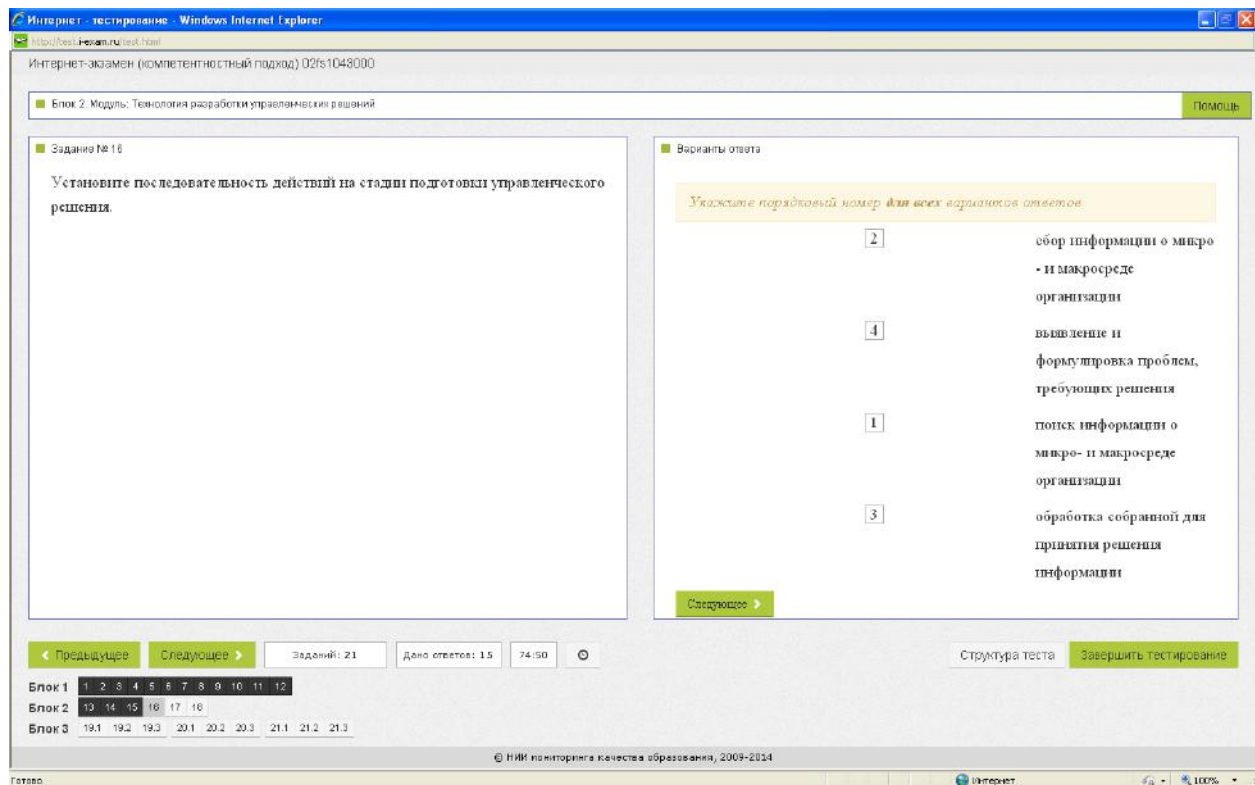 Интернет - тестирование - Windows Internet Explorer
http://test.i-exam.ru/test.html
Интернет-экзамен (компетентностный подход) 02fs1048000
Блок 2. Модуль: Технология разработки управленческих решений
Помощь
Задание № 16
Установите последовательность действий на стадии подготовки управленческого
решения.
Варианты ответа
Укажите порядковый номер для всех вариантов ответов
2 сбор информации о микро
- и макросреде
организации
4 выявление и
формулировка проблем,
требующих решения
1 поиск информации о
микро- и макросреде
организации
3 обработка собранной для
принятия решения
информации
Следующее
Предыдущее Следующее Заданий: 21 Дано ответов: 15 74:50 Структура теста Завершить тестирование
Блок 1 1 2 3 4 5 6 7 8 9 10 11 12
Блок 2 13 14 15 16 17 18
Блок 3 19.1 19.2 19.3 20.1 20.2 20.3 21.1 21.2 21.3
© НИИ мониторинга качества образования, 2009-2014
Готово Интернет 100%